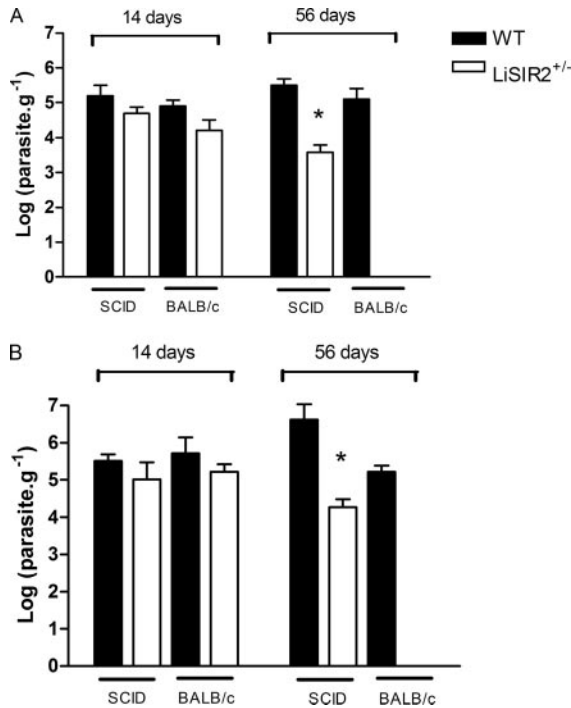 A
14 days
56 days
WT
LiSIR2+/-
Log (parasite.g-1)
7
6
5
4
3
2
1
0
*
SCID
BALB/c
SCID
BALB/c
B
14 days
56 days
Log (parasite.g-1)
7
6
5
4
3
2
1
0
*
SCID
BALB/c
SCID
BALB/c